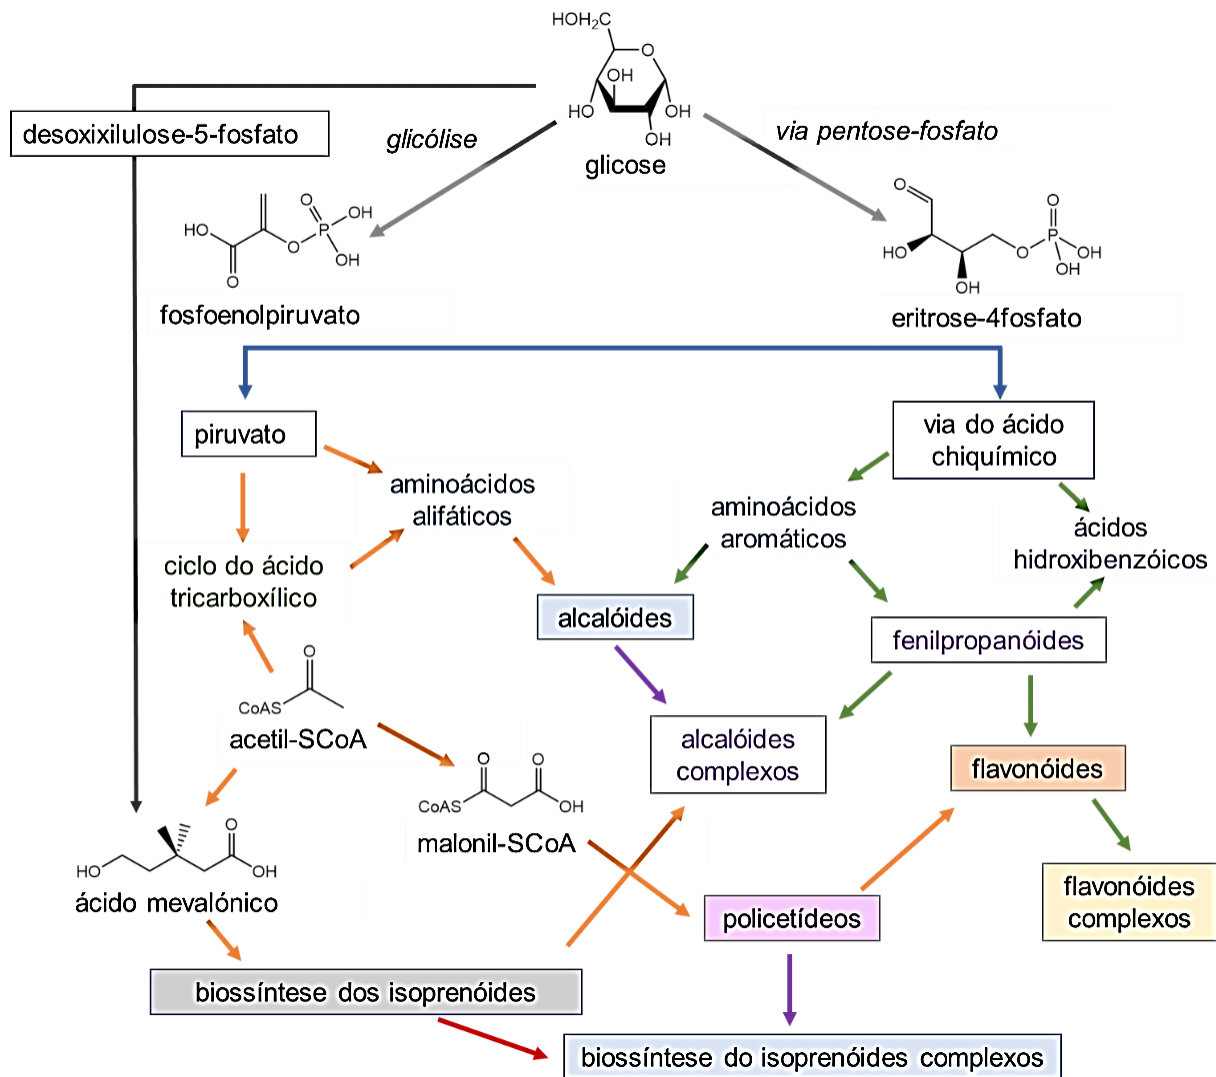 HOH₂C
O
OH
HO
OH
OH
glicose
desoxixilulose-5-fosfato
glicólise
via pentose-fosfato
HO
O
O
O
P
OH
OH
fosfoenolpiruvato
O
HO
OH
O
O
P
OH
OH
eritrose-4fosfato
piruvato
via do ácido
chiquímico
aminoácidos
alifáticos
aminoácidos
aromáticos
ácidos
hidroxibenzóicos
ciclo do ácido
tricarboxílico
alcalóides
fenilpropanóides
O
CoAS
acetil-SCoA
alcalóides
complexos
flavonóides
O
O
CoAS
OH
malonil-SCoA
O
HO
OH
ácido mevalónico
policetídeos
flavonóides
complexos
biossíntese dos isoprenóides
biossíntese do isoprenóides complexos